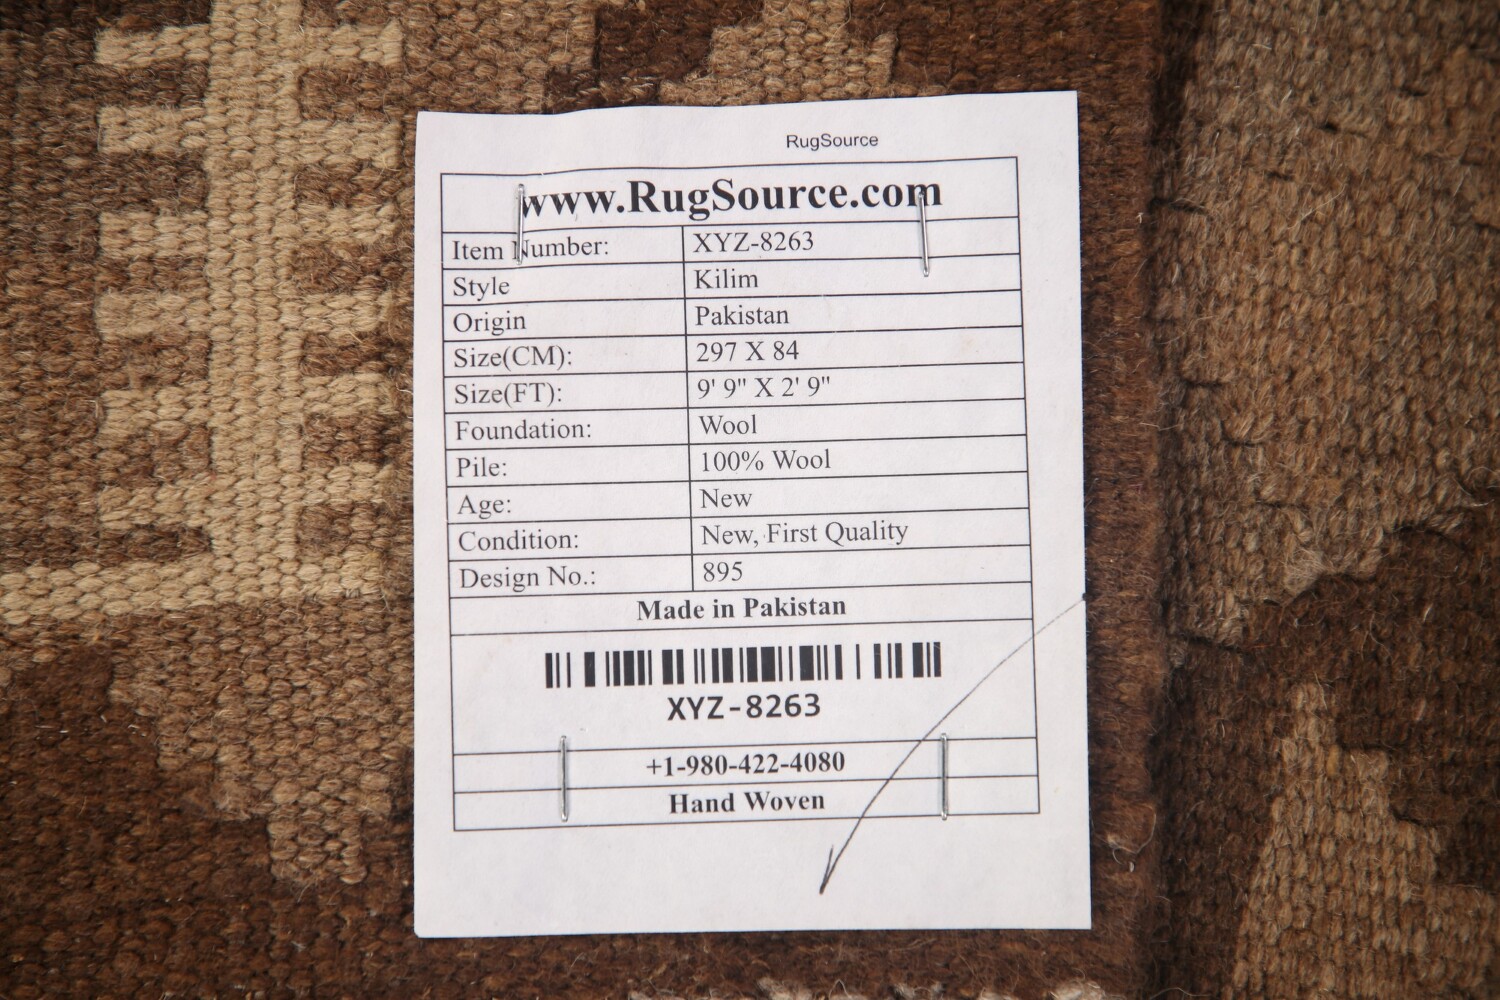 RugSource
www.RugSource.com
Item Number: XYZ-8263
Style Kilim
Origin Pakistan
Size(CM): 297 X 84
Size(FT): 9' 9" X 2' 9"
Foundation: Wool
Pile: 100% Wool
Age: New
Condition: New, First Quality
Design No.: 895
Made in Pakistan
XYZ-8263
+1-980-422-4080
Hand Woven